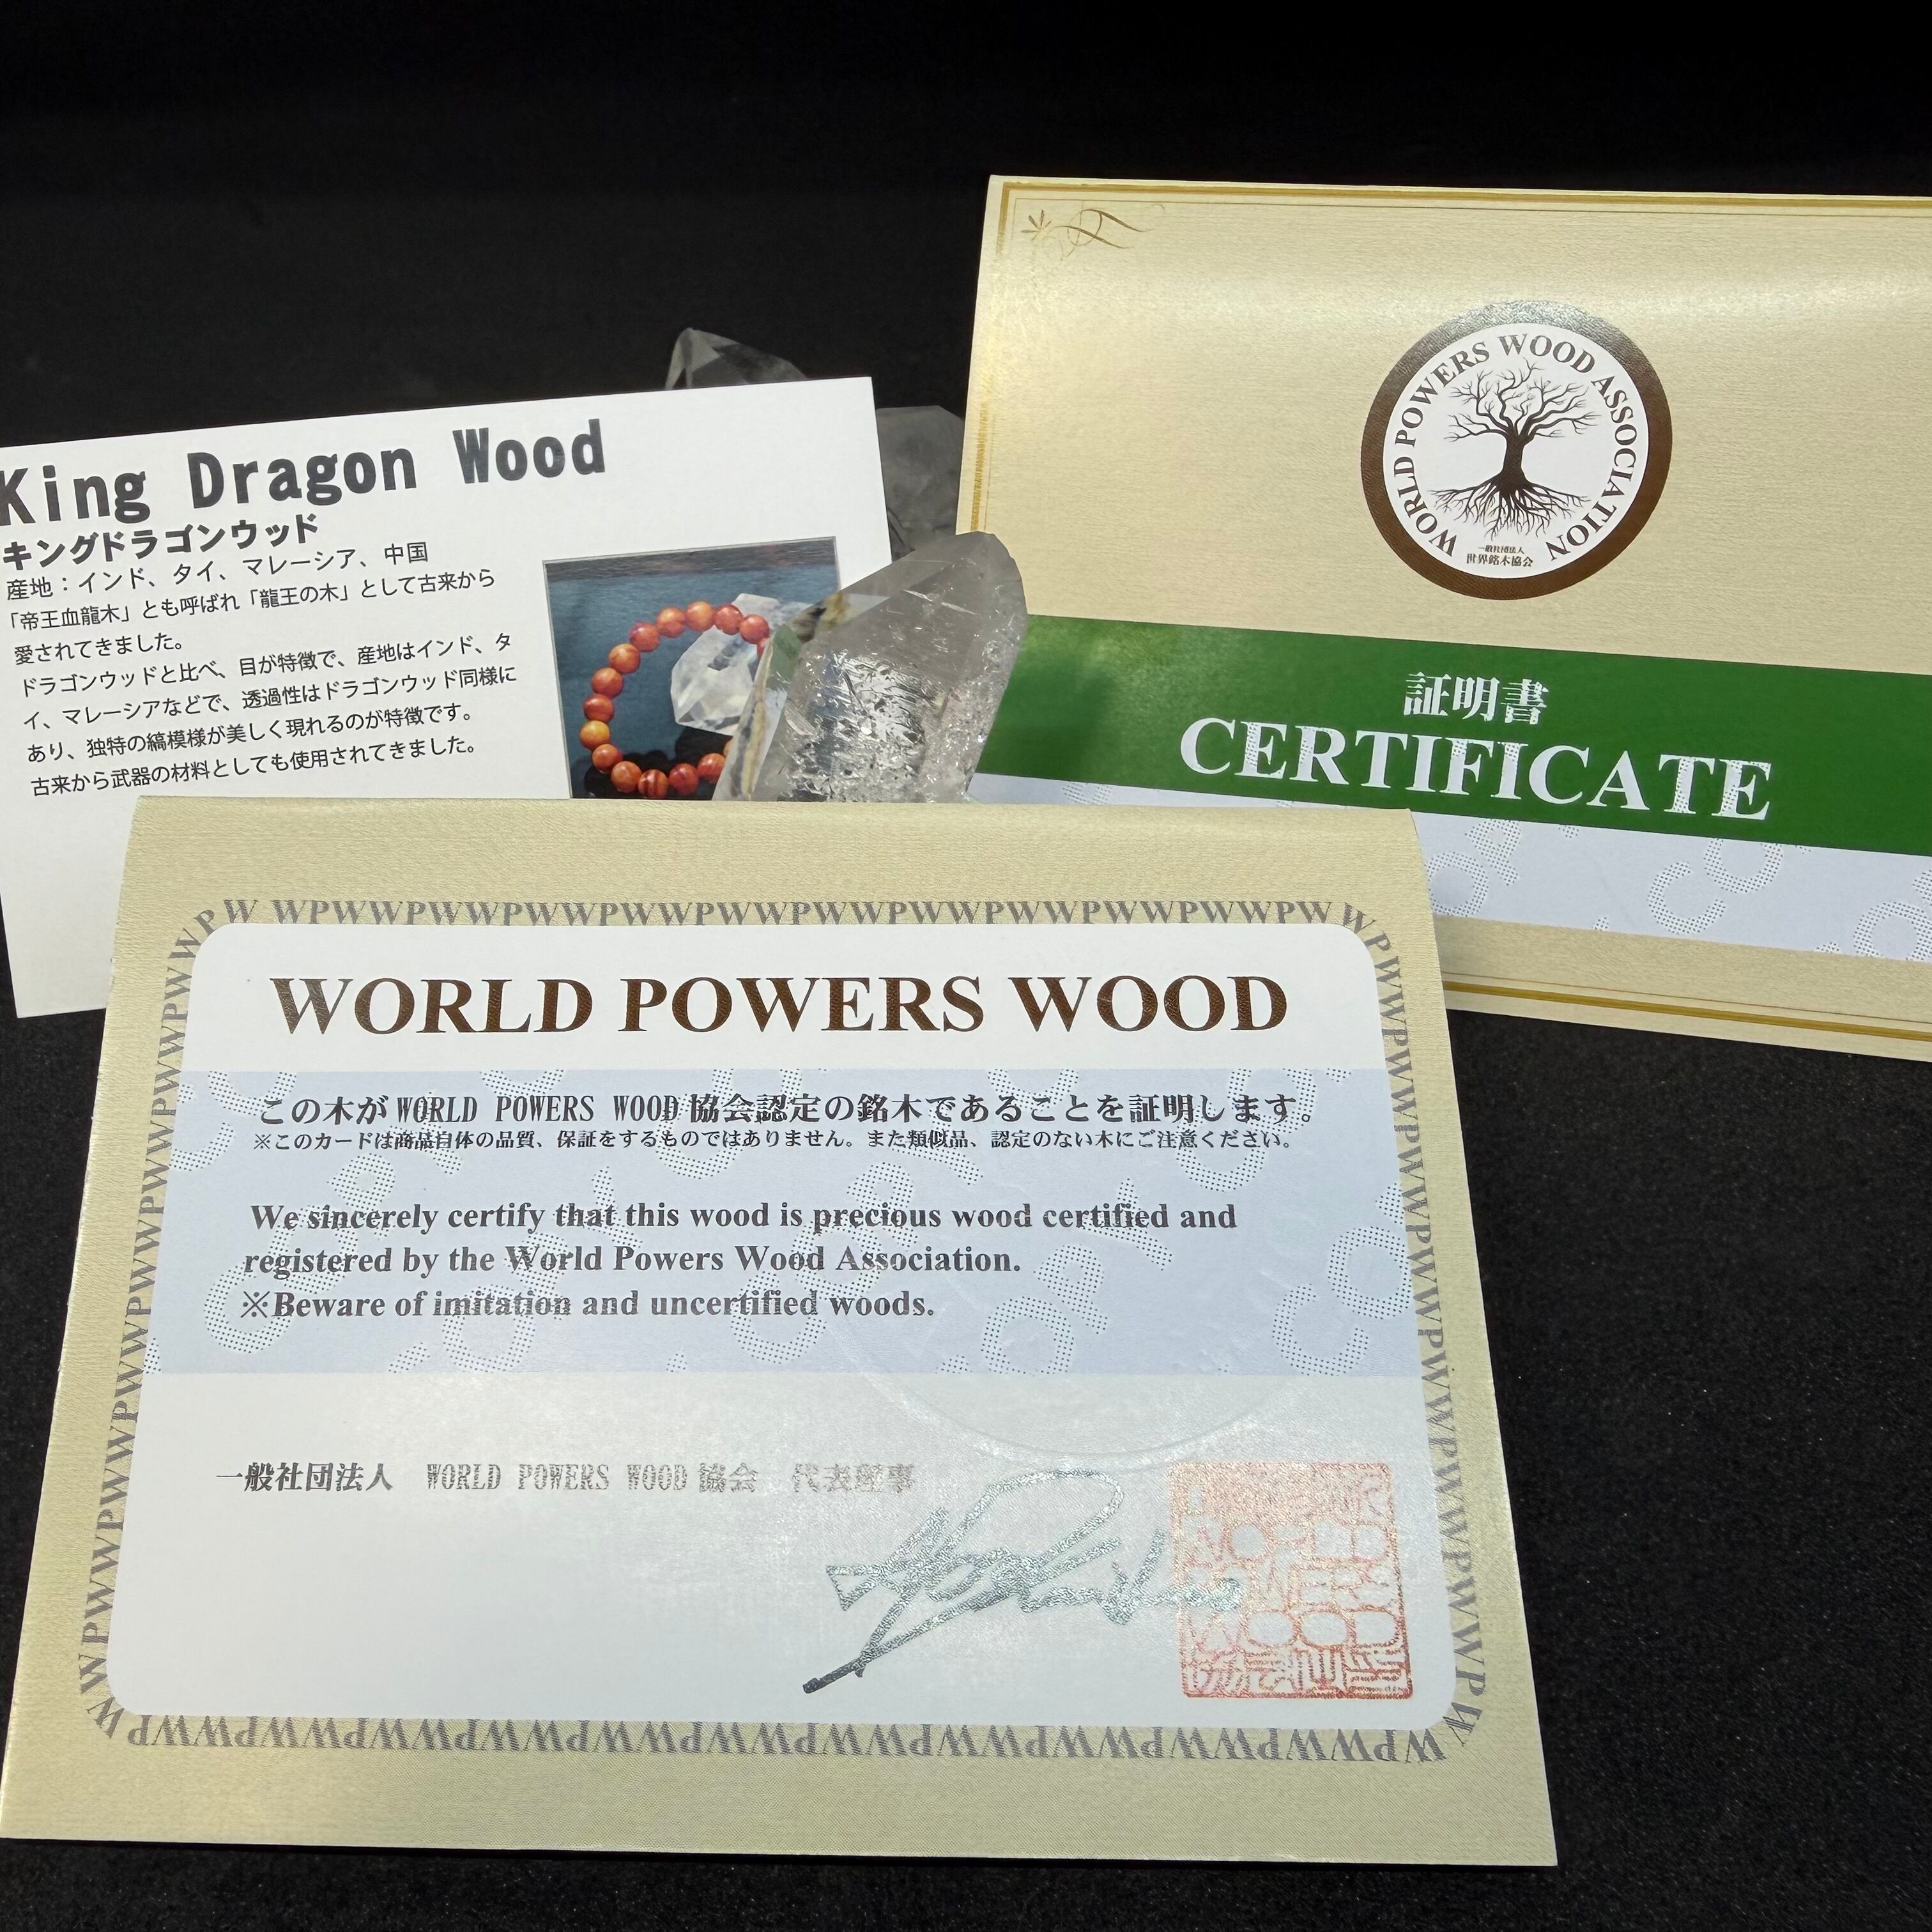 King Dragon Wood
キングドラゴンウッド
産地：インド、タイ、マレーシア、中国
「帝王血龍木」とも呼ばれ「龍王の木」として古来から
愛されてきました。
ドラゴンウッドと比べ、目が特徴で、産地はインド、タ
イ、マレーシアなどで、透過性はドラゴンウッド同様に
あり、独特の縞模様が美しく現れるのが特徴です。
古来から武器の材料としても使用されてきました。
WORLD POWERS WOOD ASSOCIATION
一般社団法人
世界銘木協会
証明書
CERTIFICATE
WORLD POWERS WOOD
この木がWORLD POWERS WOOD協会認定の銘木であることを証明します。
※このカードは商品自体の品質、保証をするものではありません。また類似品、認定のない木にご注意ください。
We sincerely certify that this wood is precious wood certified and
registered by the World Powers Wood Association.
※Beware of imitation and uncertified woods.
一般社団法人 WORLD POWERS WOOD協会 代表理事